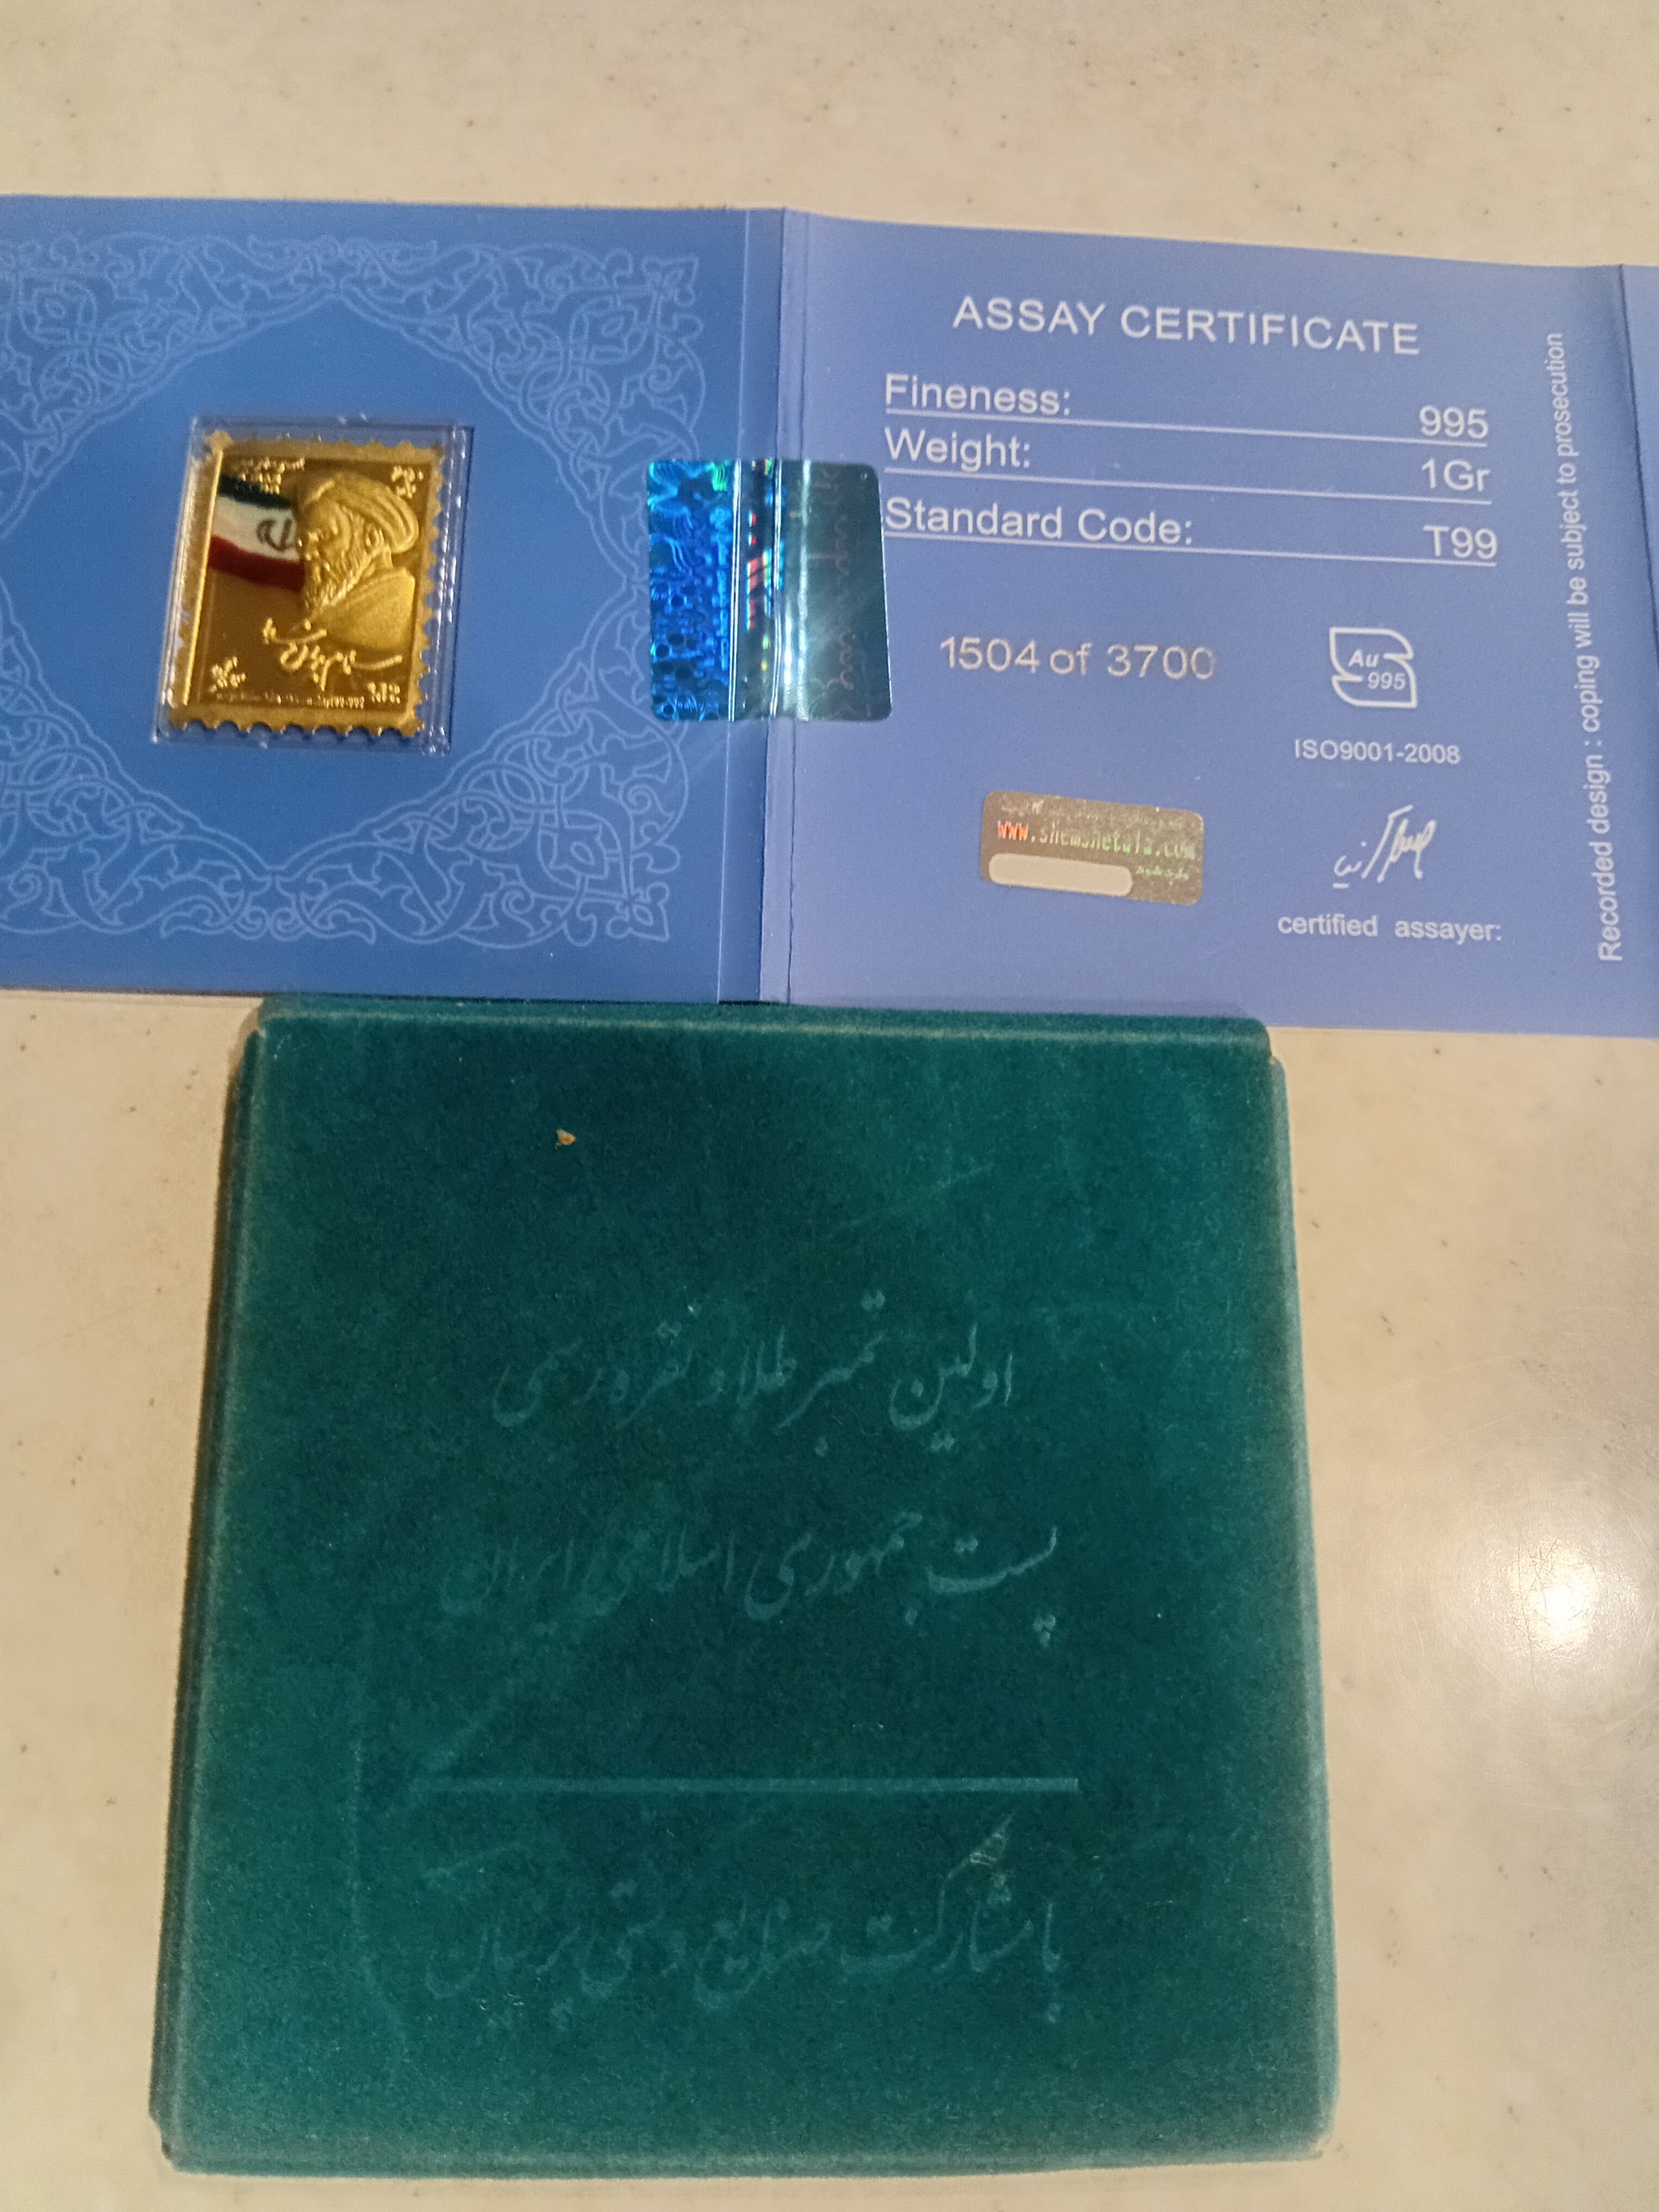 ASSAY CERTIFICATE
Fineness: 995
Weight: 1Gr
Standard Code: T99
1504 of 3700
Au
995
ISO9001-2008
www.shemshetala.com
certified assayer:
Recorded design : coping will be subject to prosecution
اولین تمبر طلا و نقره رسمی
پست جمهوری اسلامی ایران
با مشارکت صنایع دستی پرنیان